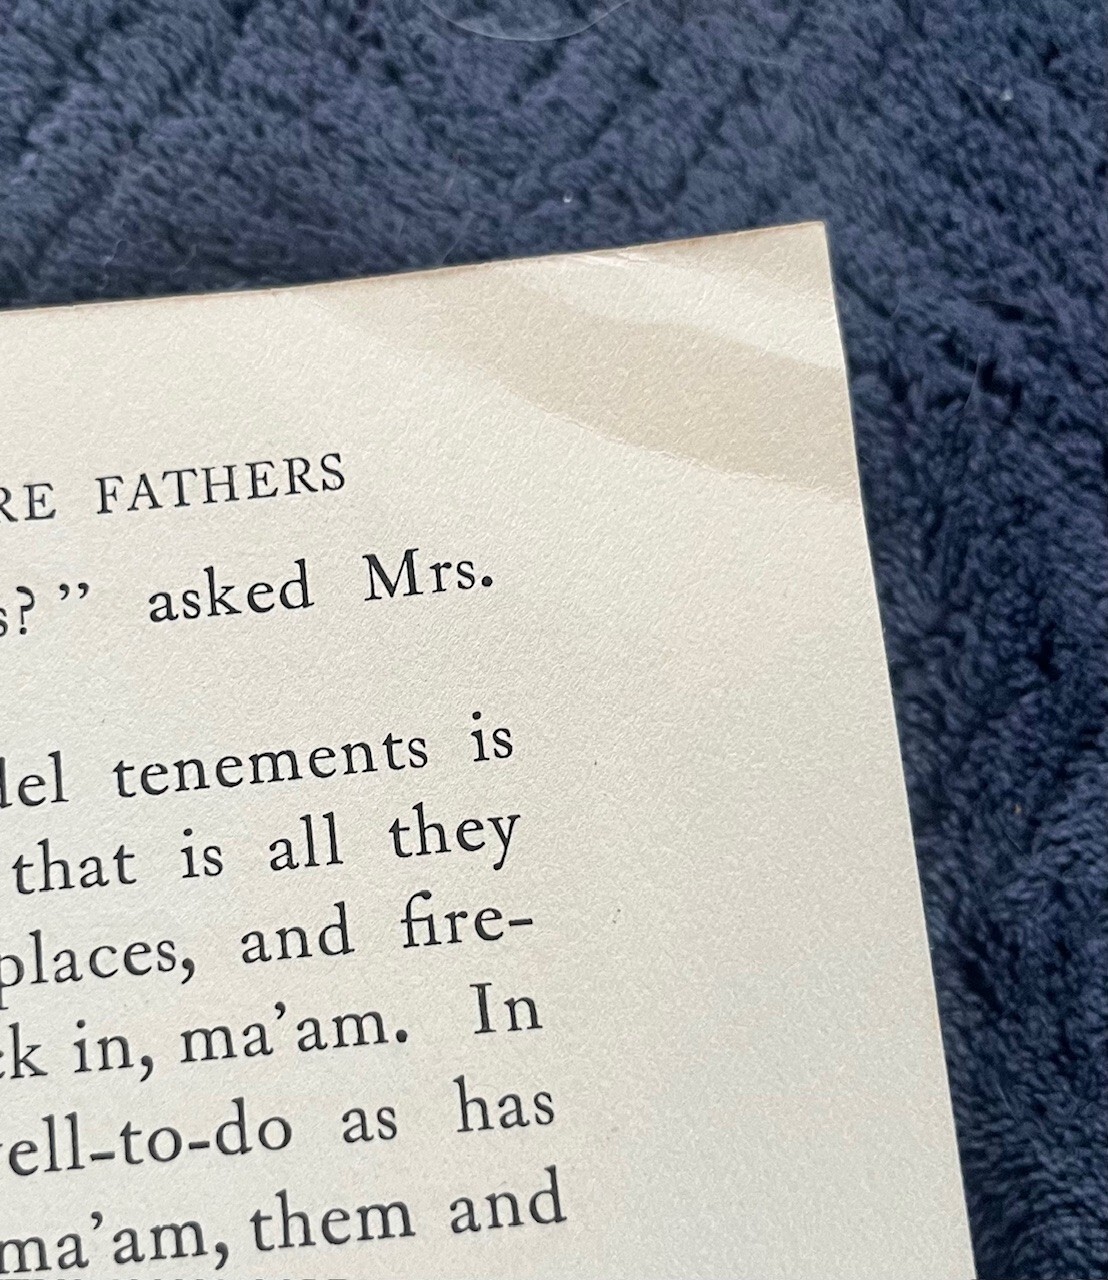 RE FATHERS
s?” asked Mrs.
del tenements is
that is all they
places, and fire-
ck in, ma’am. In
ell-to-do as has
ma’am, them and